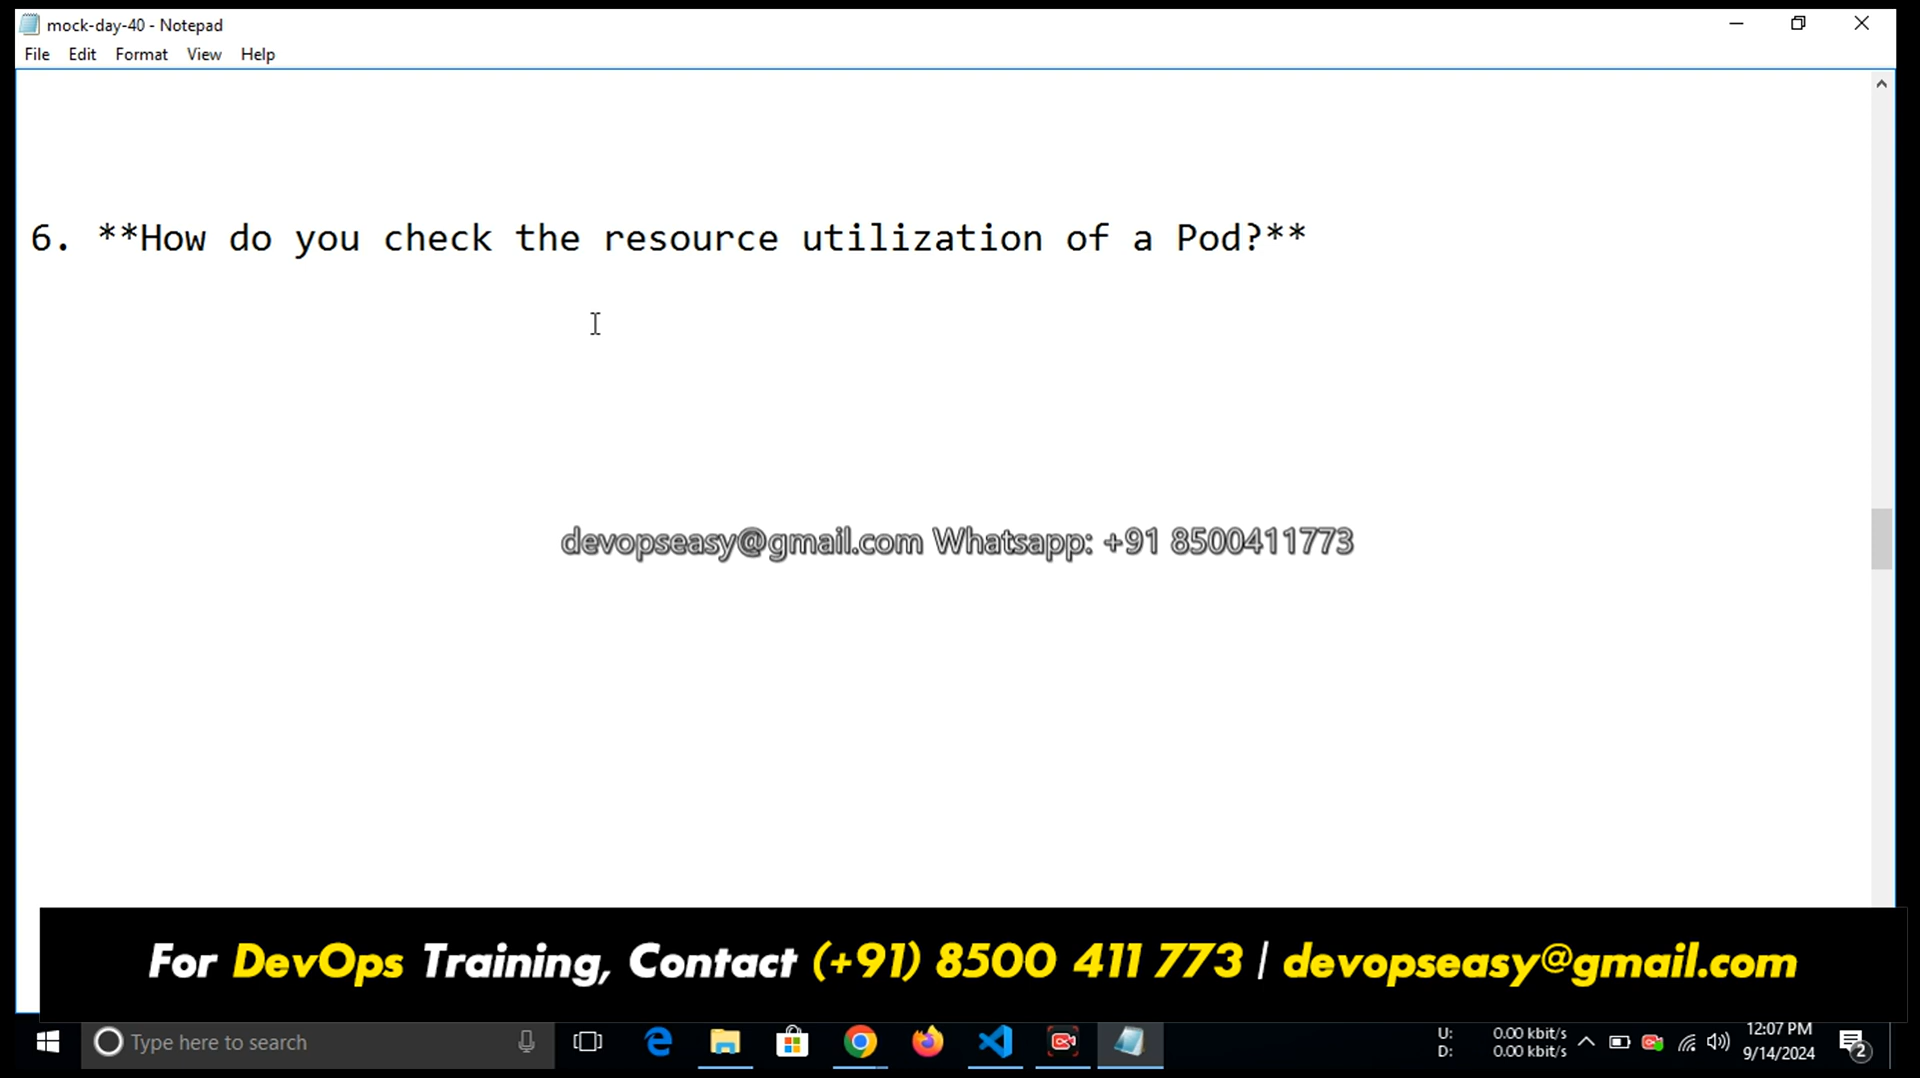 mock-day-40 - Notepad
File Edit Format View Help
6. **How do you check the resource utilization of a Pod?**
devopseasy@gmail.com Whatsapp: +91 8500411773
For DevOps Training, Contact (+91) 8500 411 773 | devopseasy@gmail.com
Type here to search
U: 0.00 kbit/s
D: 0.00 kbit/s
12:07 PM
9/14/2024
2